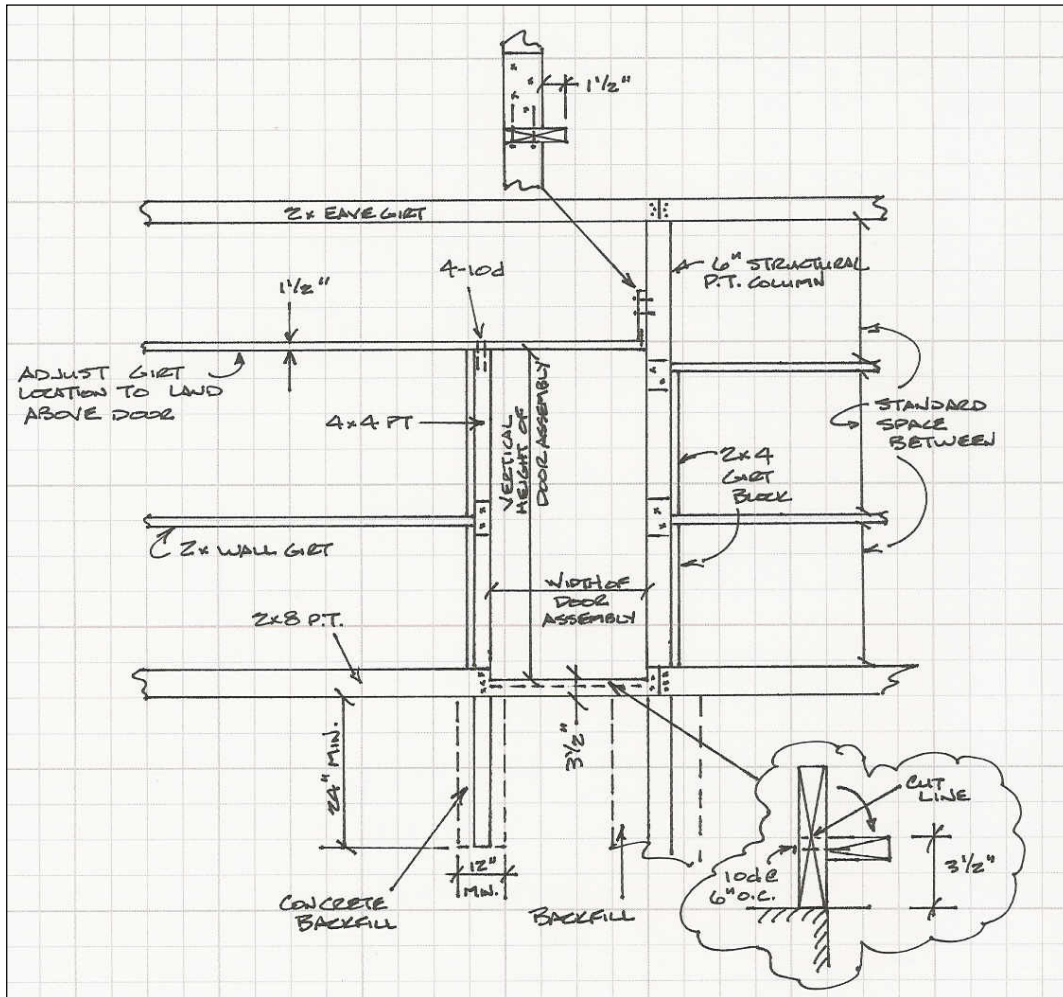 1½"
2x EAVE GIRT
4-10d
6" STRUCTURAL
P.T. COLUMN
1½"
ADJUST GIRT
LOCATION TO LAND
ABOVE DOOR
4x4 PT
VERTICAL
HEIGHT OF
DOOR ASSEMBLY
STANDARD
SPACE
BETWEEN
2x4
GIRT
BLOCK
2x WALL GIRT
WIDTH OF
DOOR
ASSEMBLY
2x8 P.T.
24" MIN.
3½"
CUT
LINE
10d@
6" O.C.
3½"
12"
MIN.
CONCRETE
BACKFILL
BACKFILL